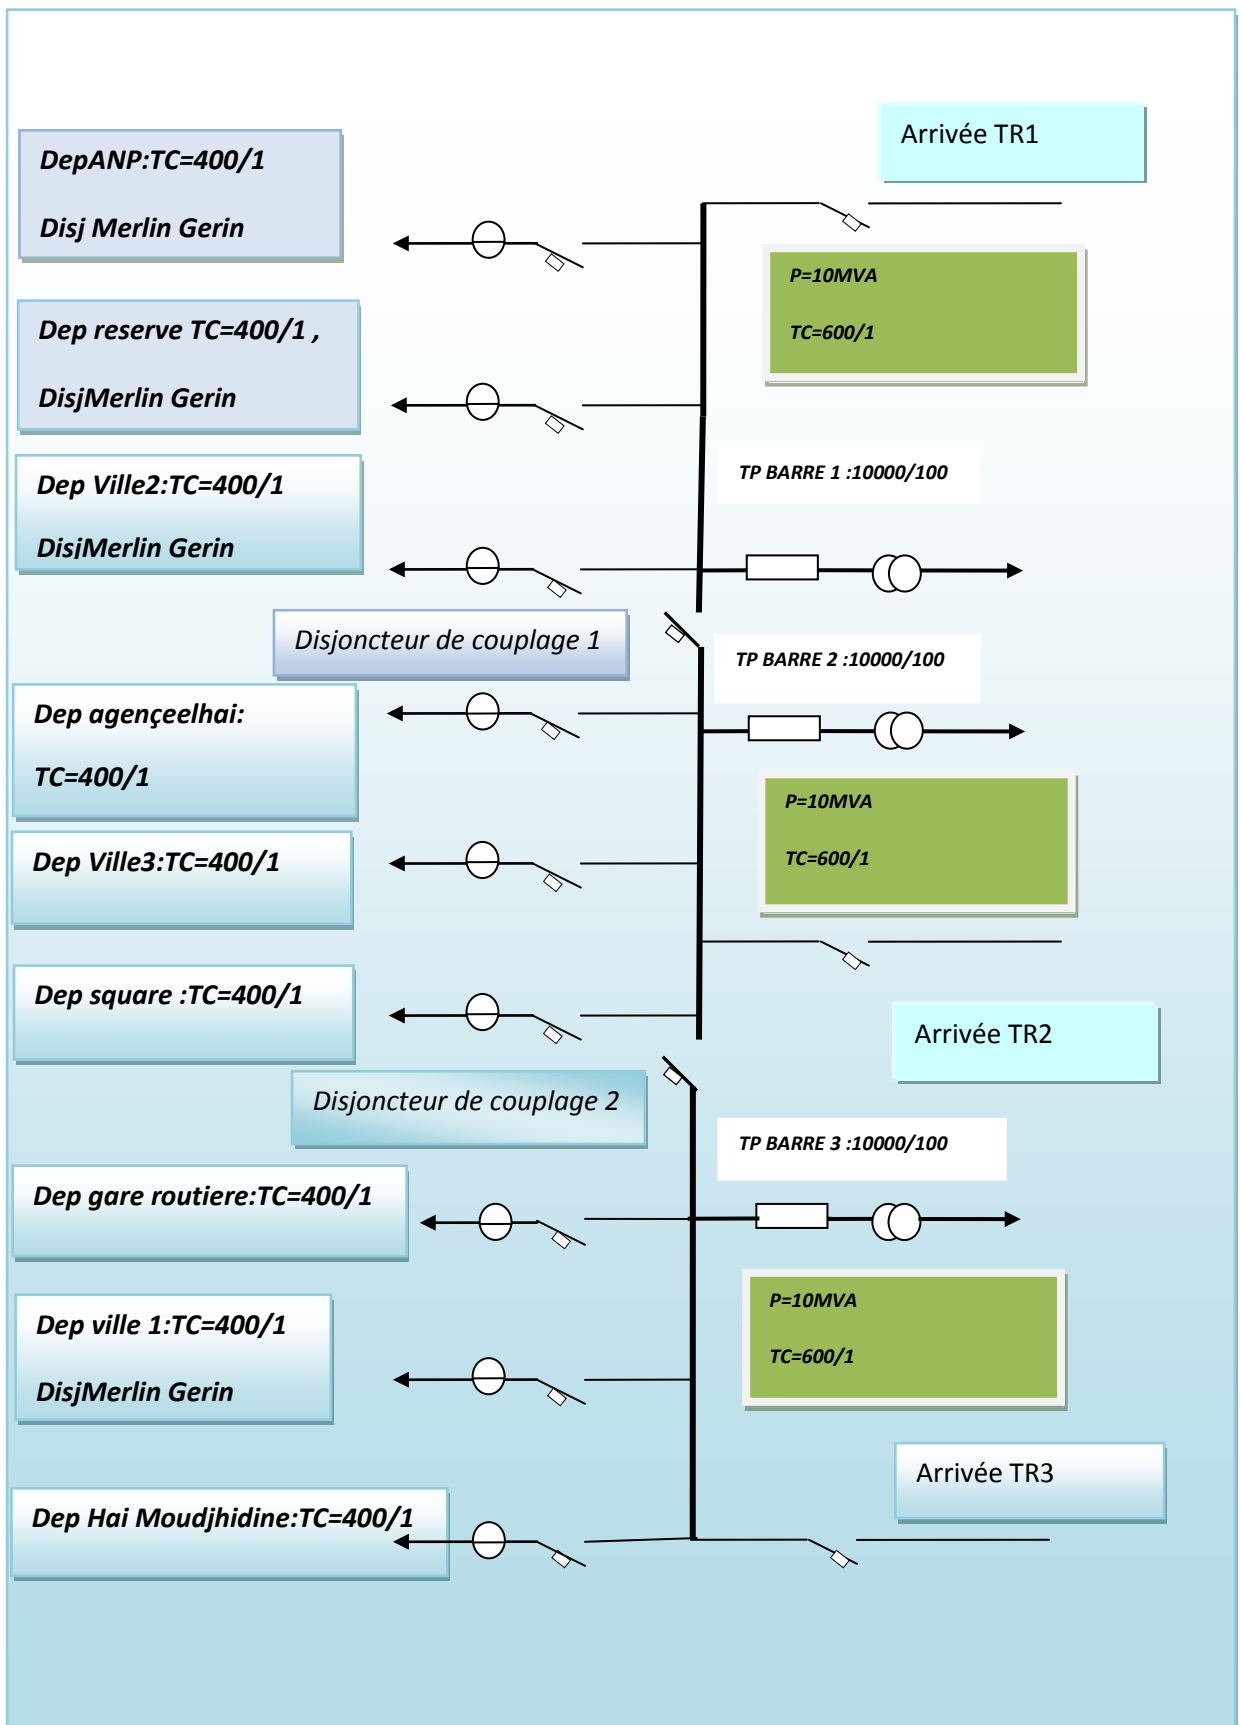 Arrivée TR1
DepANP:TC=400/1
Disj Merlin Gerin
P=10MVA
TC=600/1
Dep reserve TC=400/1 ,
DisjMerlin Gerin
TP BARRE 1 :10000/100
Dep Ville2:TC=400/1
DisjMerlin Gerin
Disjoncteur de couplage 1
TP BARRE 2 :10000/100
Dep agençeelhai:
TC=400/1
P=10MVA
TC=600/1
Dep Ville3:TC=400/1
Dep square :TC=400/1
Arrivée TR2
Disjoncteur de couplage 2
TP BARRE 3 :10000/100
Dep gare routiere:TC=400/1
P=10MVA
TC=600/1
Dep ville 1:TC=400/1
DisjMerlin Gerin
Arrivée TR3
Dep Hai Moudjhidine:TC=400/1